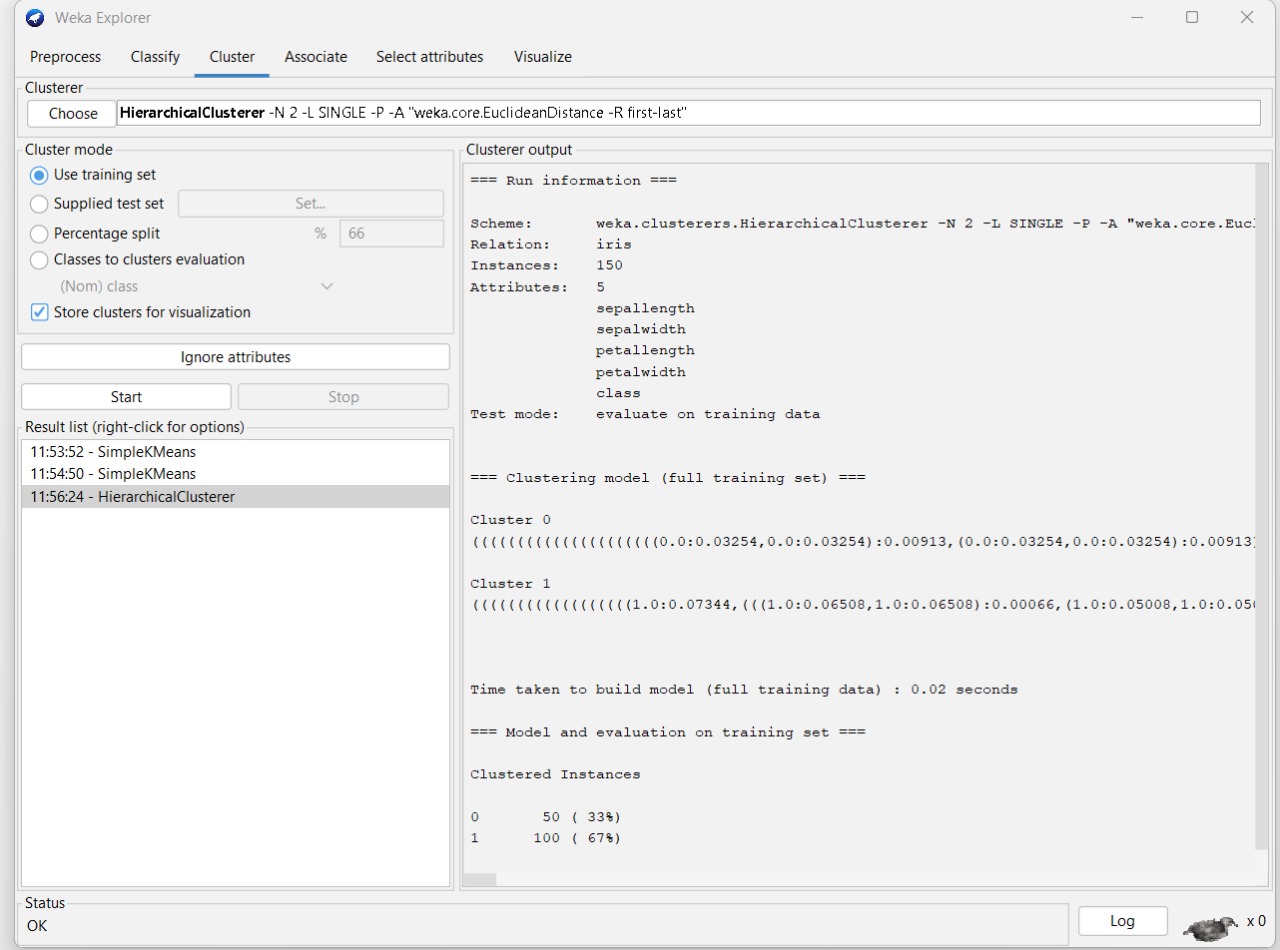 Weka Explorer
Preprocess Classify Cluster Associate Select attributes Visualize
Clusterer
Choose HierarchicalClusterer -N 2 -L SINGLE -P -A "weka.core.EuclideanDistance -R first-last"
Cluster mode
Use training set
Supplied test set Set...
Percentage split % 66
Classes to clusters evaluation
(Nom) class
Store clusters for visualization
Ignore attributes
Start Stop
Result list (right-click for options)
11:53:52 - SimpleKMeans
11:54:50 - SimpleKMeans
11:56:24 - HierarchicalClusterer
Clusterer output
=== Run information ===
Scheme: weka.clusterers.HierarchicalClusterer -N 2 -L SINGLE -P -A "weka.core.Euc
Relation: iris
Instances: 150
Attributes: 5
sepallength
sepalwidth
petallength
petalwidth
class
Test mode: evaluate on training data
=== Clustering model (full training set) ===
Cluster 0
(((((((((((((((((((((0.0:0.03254,0.0:0.03254):0.00913,(0.0:0.03254,0.0:0.03254):0.00913)
Cluster 1
((((((((((((((((((1.0:0.07344,(((1.0:0.06508,1.0:0.06508):0.00066,(1.0:0.05008,1.0:0.050
Time taken to build model (full training data) : 0.02 seconds
=== Model and evaluation on training set ===
Clustered Instances
0 50 ( 33%)
1 100 ( 67%)
Status
OK
Log x 0